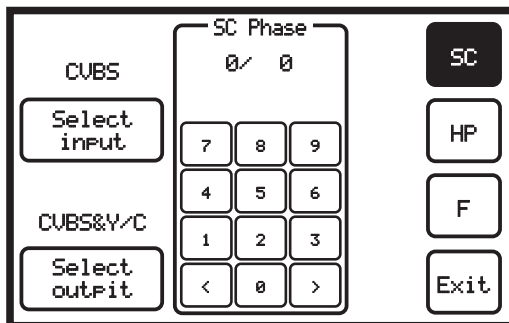 SC Phase
0/ 0
CVBS
Select
input
CVBS&Y/C
Select
outpit
7 8 9
4 5 6
1 2 3
< 0 >
SC
HP
F
Exit